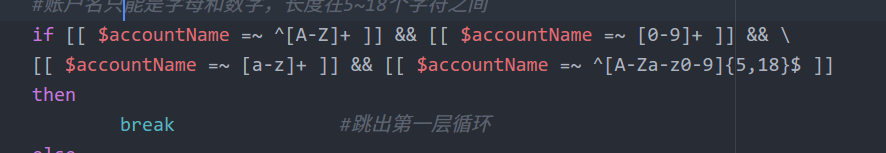 #账户名只能是字母和数字，长度在5~18个字符之间
if [[ $accountName =~ ^[A-Z]+ ]] && [[ $accountName =~ [0-9]+ ]] && \
[[ $accountName =~ [a-z]+ ]] && [[ $accountName =~ ^[A-Za-z0-9]{5,18}$ ]]
then
break #跳出第一层循环
else